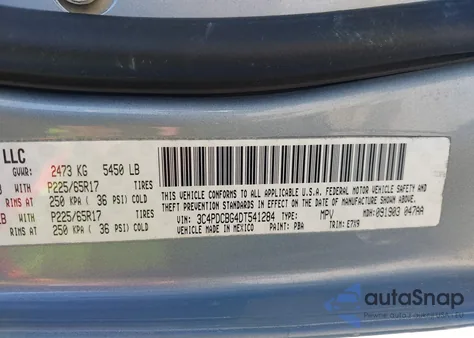 LLC
GVWR: 2473 KG 5450 LB
WITH P225/65R17 TIRES
RIMS AT 250 KPA ( 36 PSI) COLD
WITH P225/65R17 TIRES
RIMS AT 250 KPA ( 36 PSI) COLD
THIS VEHICLE CONFORMS TO ALL APPLICABLE U.S.A. FEDERAL MOTOR VEHICLE SAFETY AND
THEFT PREVENTION STANDARDS IN EFFECT ON THE DATE OF MANUFACTURE SHOWN ABOVE.
VIN: 3C4PDCBG4DT541284 TYPE: MPV MDH: 091903 047AA
VEHICLE MADE IN MEXICO PAINT: PBA TRIM: E7X9
autoSnap